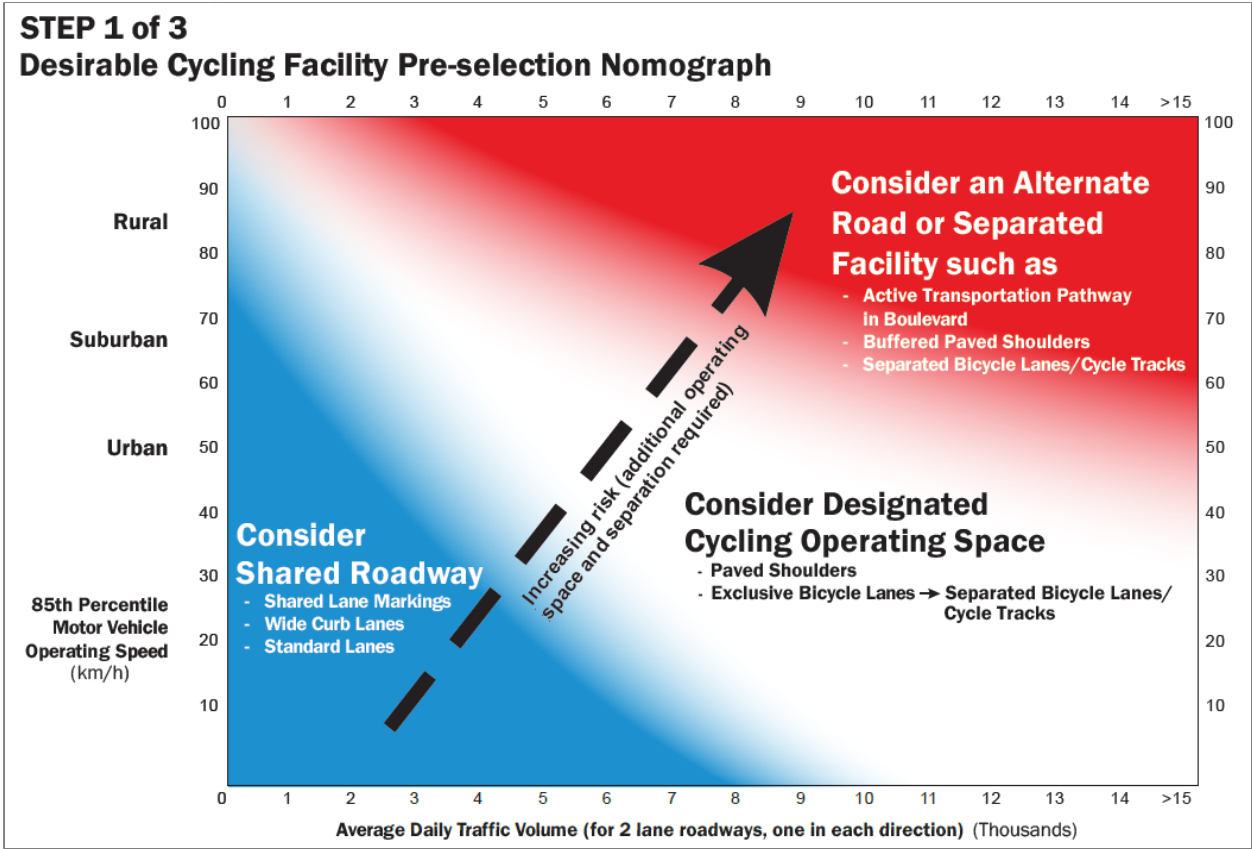 STEP 1 of 3
Desirable Cycling Facility Pre-selection Nomograph
0 1 2 3 4 5 6 7 8 9 10 11 12 13 14 >15
100 100
90 90
Rural
80 80
70 70
Suburban
60 60
Urban
50 50
40 40
30 30
20 20
10 10
85th Percentile
Motor Vehicle
Operating Speed
(km/h)
Consider an Alternate
Road or Separated
Facility such as
- Active Transportation Pathway
in Boulevard
- Buffered Paved Shoulders
- Separated Bicycle Lanes/Cycle Tracks
Increasing risk (additional operating
space and separation required)
Consider Designated
Cycling Operating Space
- Paved Shoulders
- Exclusive Bicycle Lanes → Separated Bicycle Lanes/
Cycle Tracks
Consider
Shared Roadway
- Shared Lane Markings
- Wide Curb Lanes
- Standard Lanes
0 1 2 3 4 5 6 7 8 9 10 11 12 13 14 >15
Average Daily Traffic Volume (for 2 lane roadways, one in each direction) (Thousands)